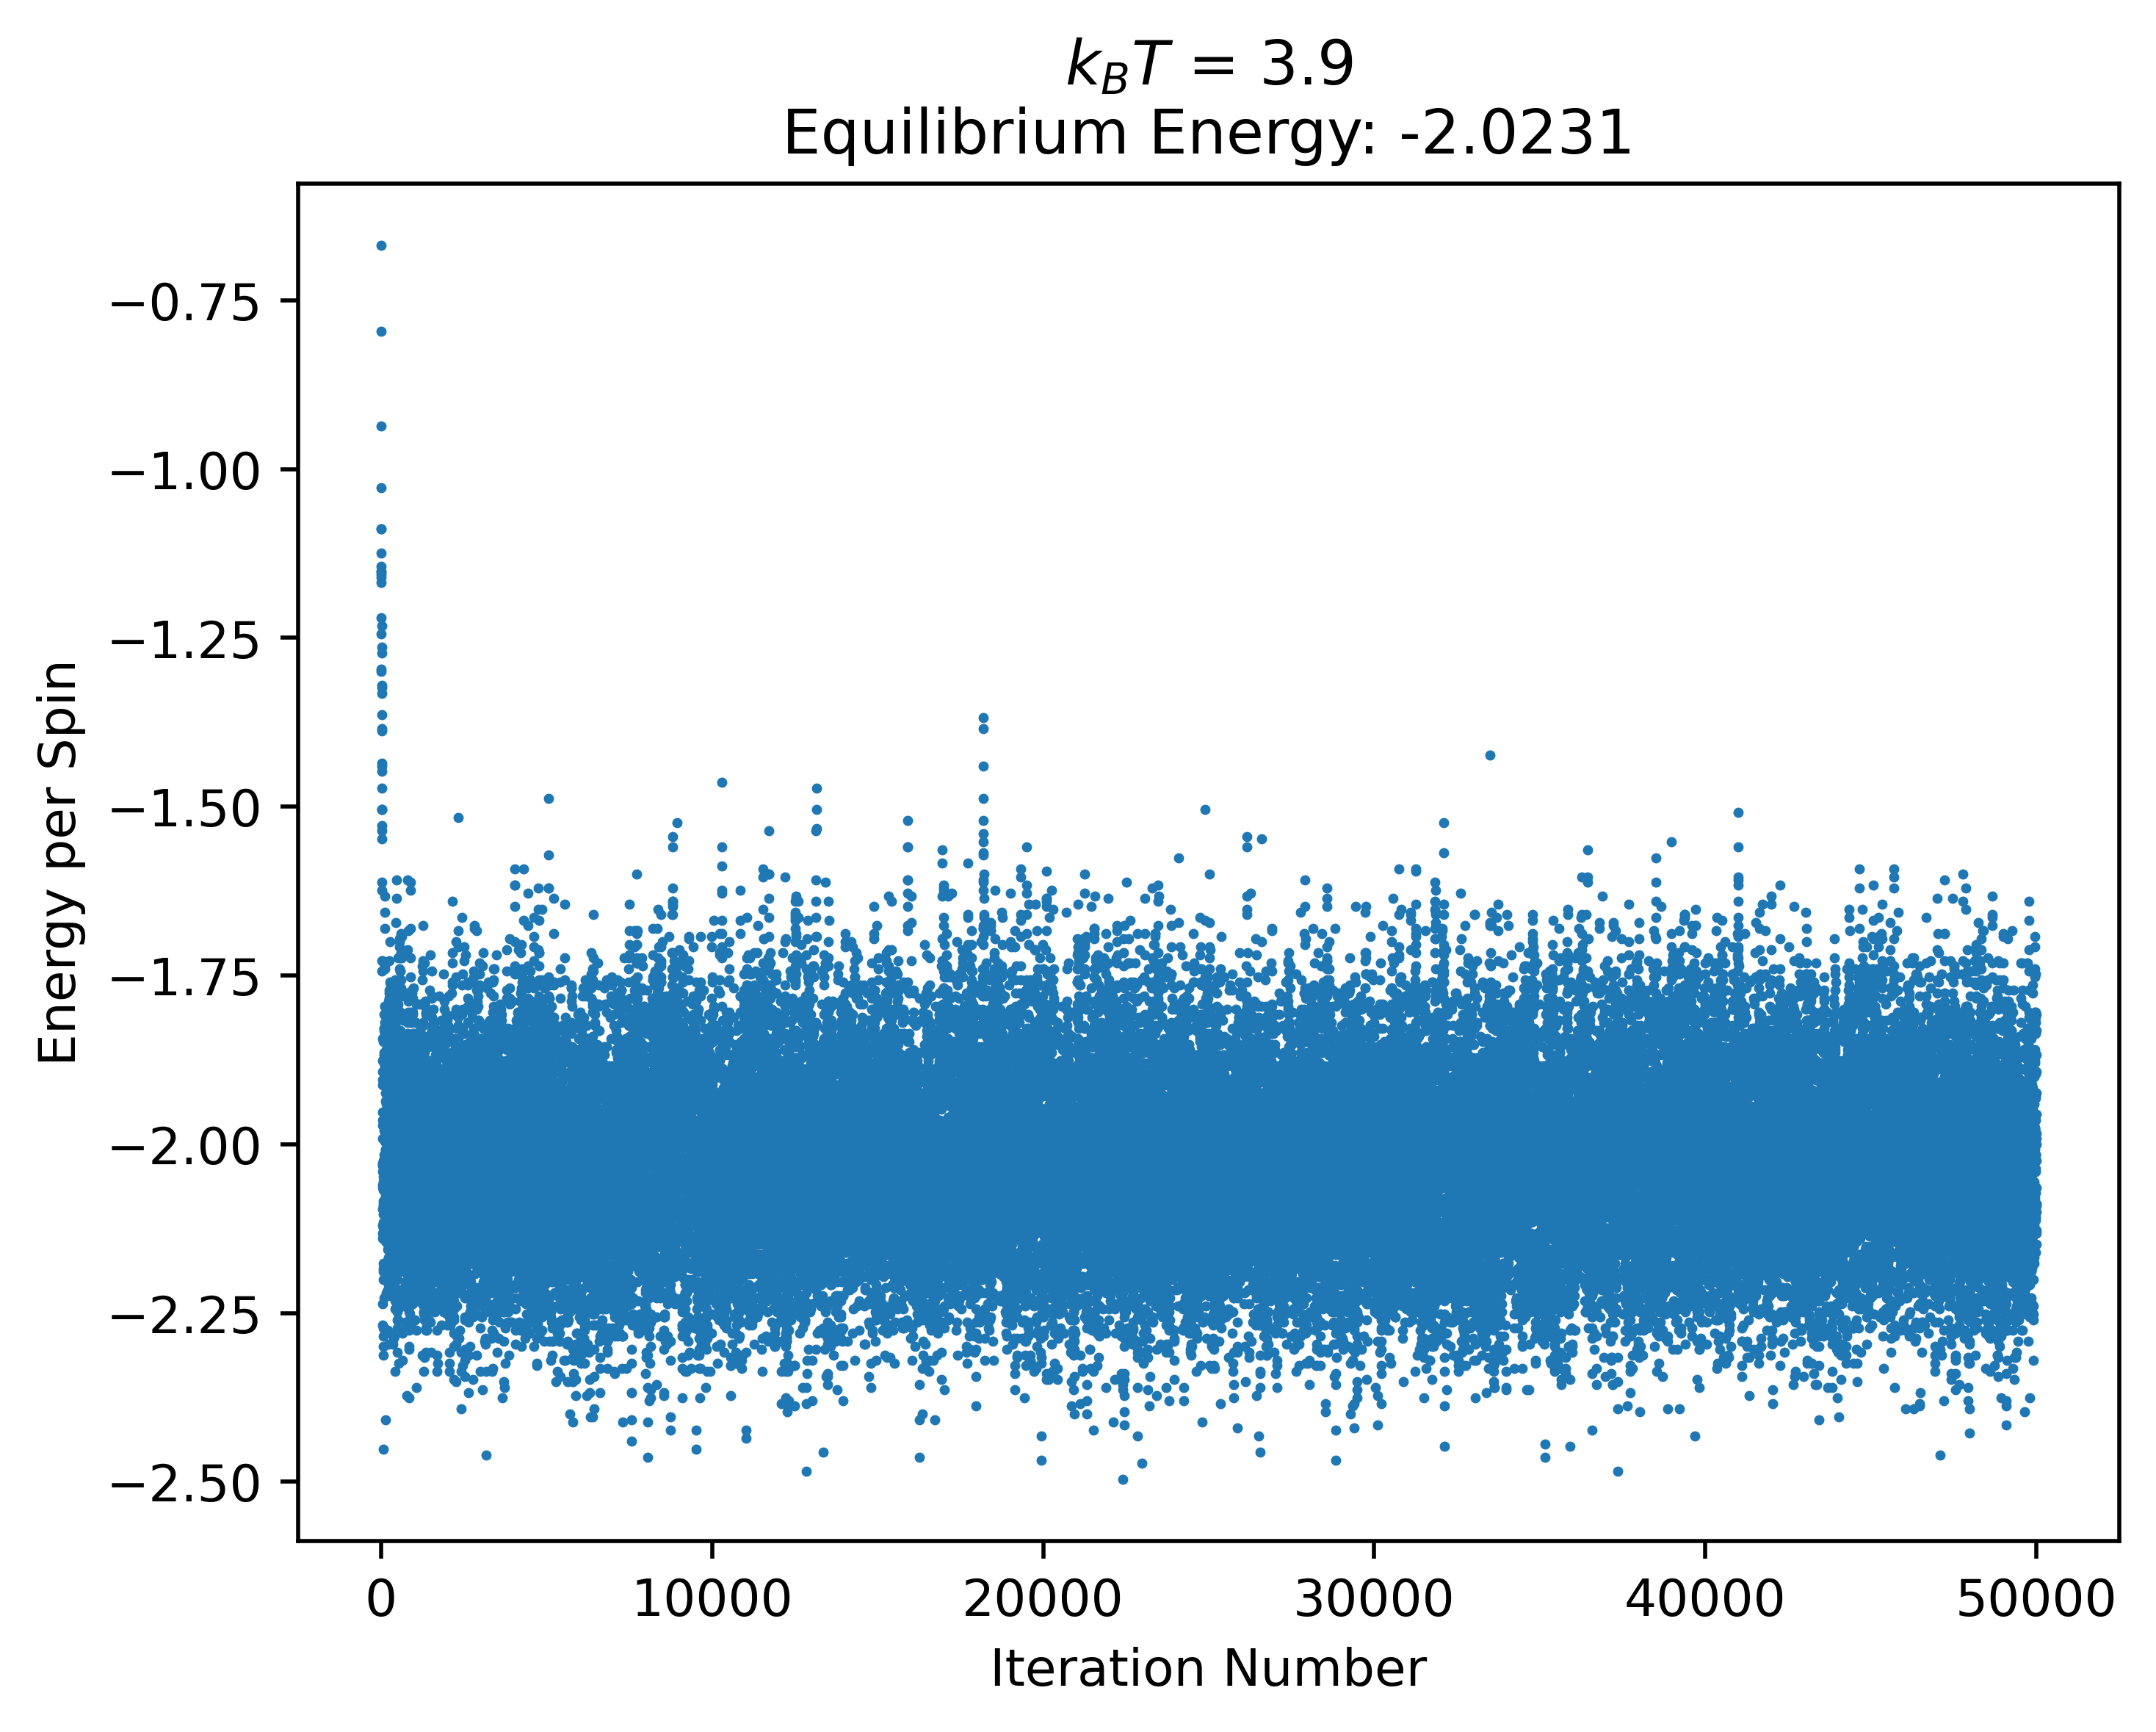 k_BT = 3.9
Equilibrium Energy: -2.0231
−0.75
−1.00
−1.25
−1.50
−1.75
−2.00
−2.25
−2.50
Energy per Spin
0 10000 20000 30000 40000 50000
Iteration Number